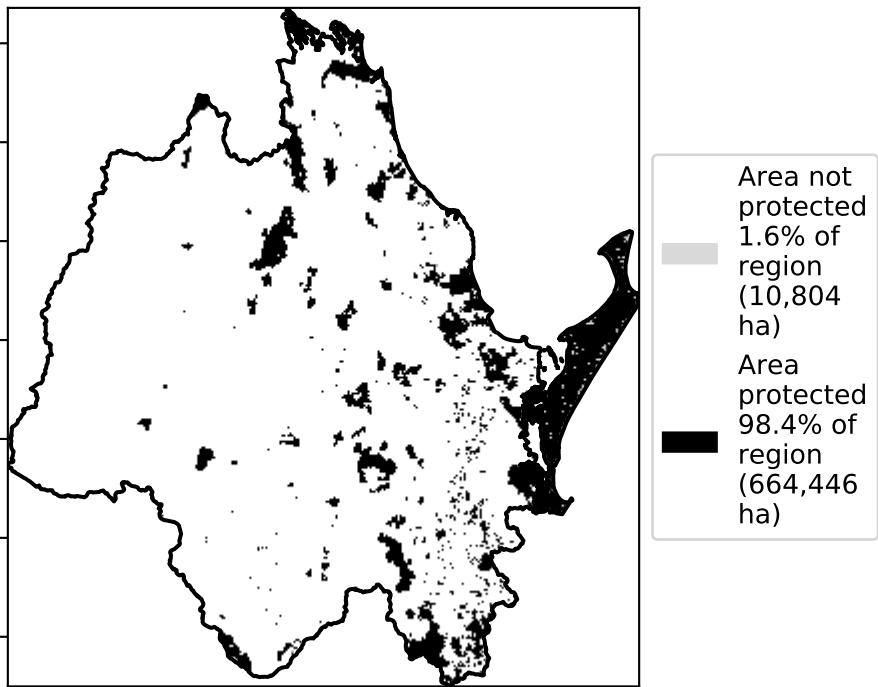 Area not
protected
1.6% of
region
(10,804
ha)
Area
protected
98.4% of
region
(664,446
ha)